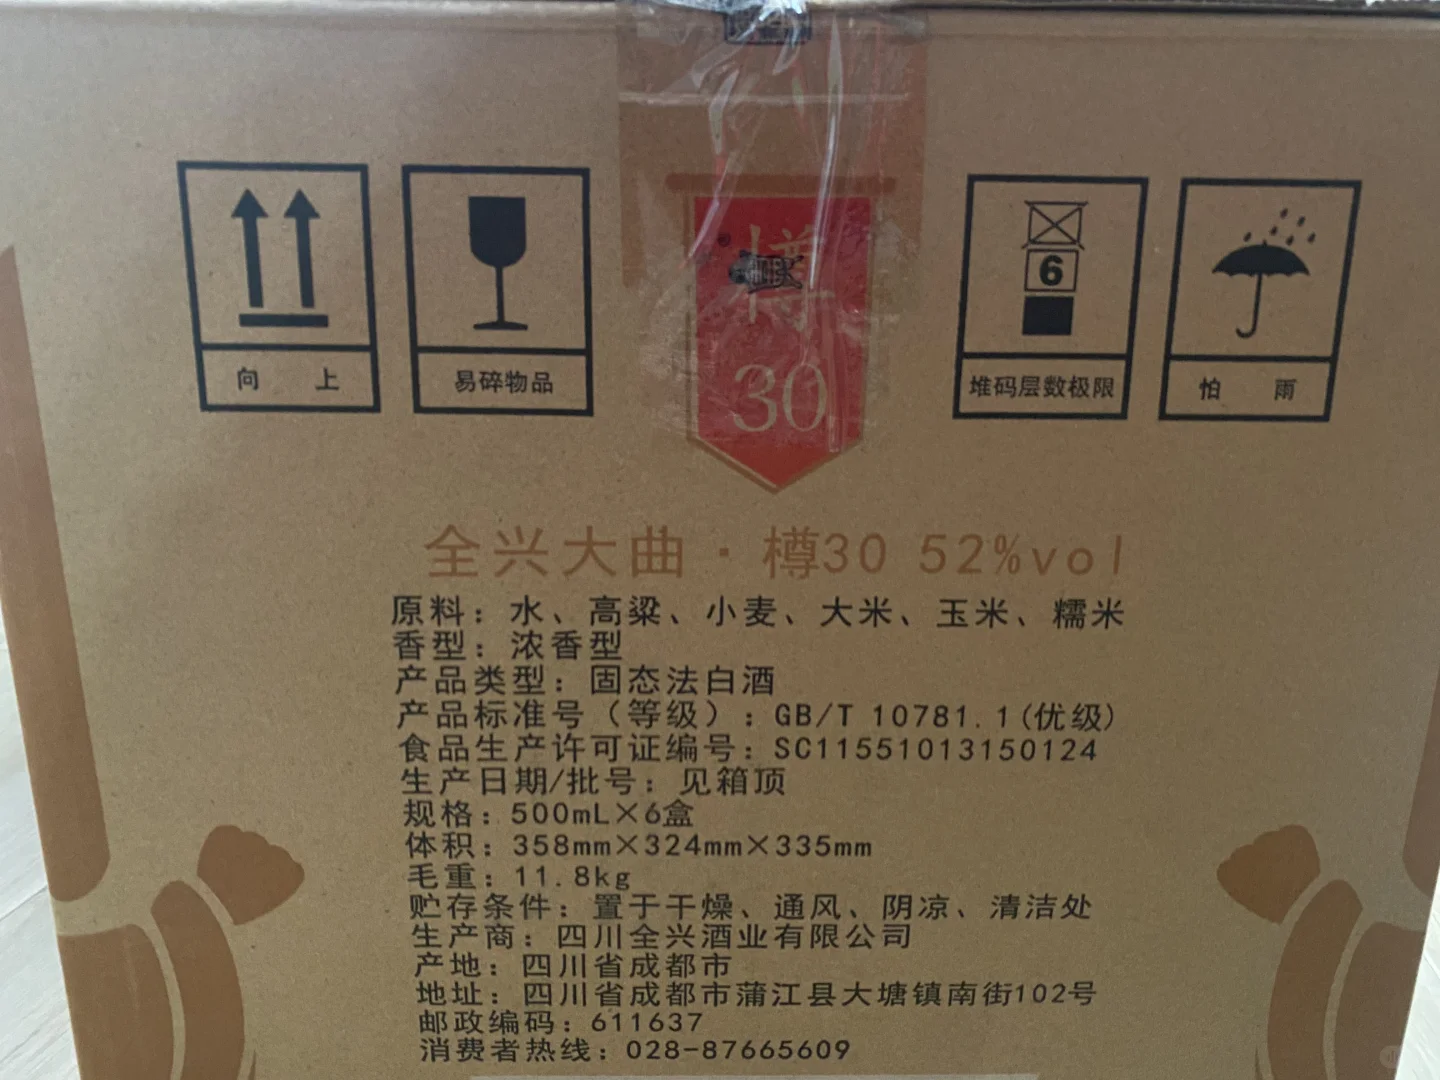 6
向 上
易碎物品
樽
30
堆码层数极限
怕 雨
全兴大曲·樽30 52%vol
原料：水、高粱、小麦、大米、玉米、糯米
香型：浓香型
产品类型：固态法白酒
产品标准号（等级）：GB/T 10781.1(优级)
食品生产许可证编号：SC11551013150124
生产日期/批号：见箱顶
规格：500mL×6盒
体积：358mm×324mm×335mm
毛重：11.8kg
贮存条件：置于干燥、通风、阴凉、清洁处
生产商：四川全兴酒业有限公司
产地：四川省成都市
地址：四川省成都市蒲江县大塘镇南街102号
邮政编码：611637
消费者热线：028-87665609